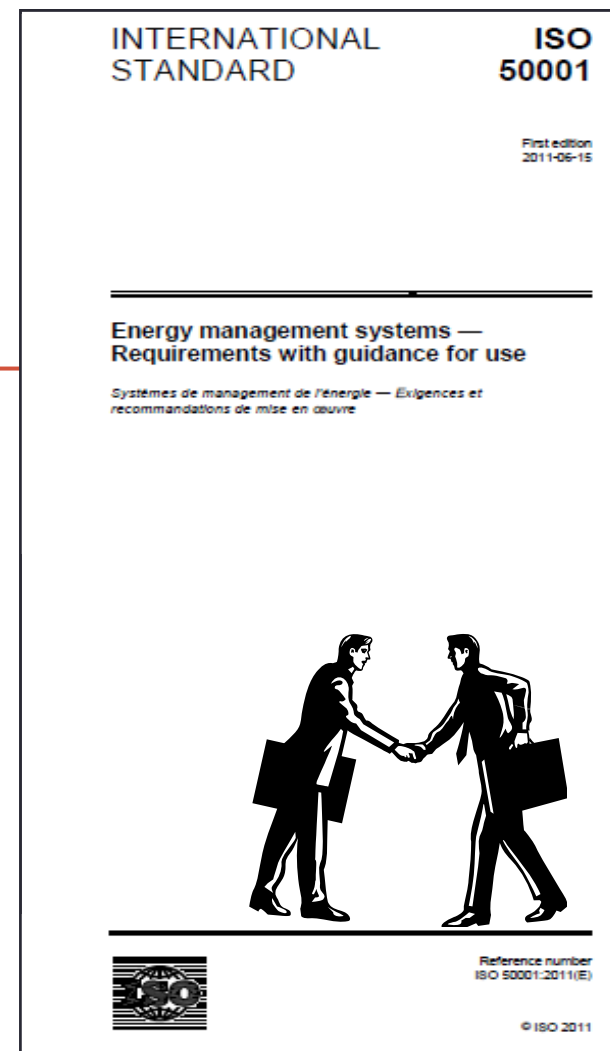 INTERNATIONAL
STANDARD
ISO
50001
First edition
2011-06-15
Energy management systems —
Requirements with guidance for use
Systèmes de management de l'énergie — Exigences et
recommandations de mise en œuvre
ISO
Reference number
ISO 50001:2011(E)
© ISO 2011